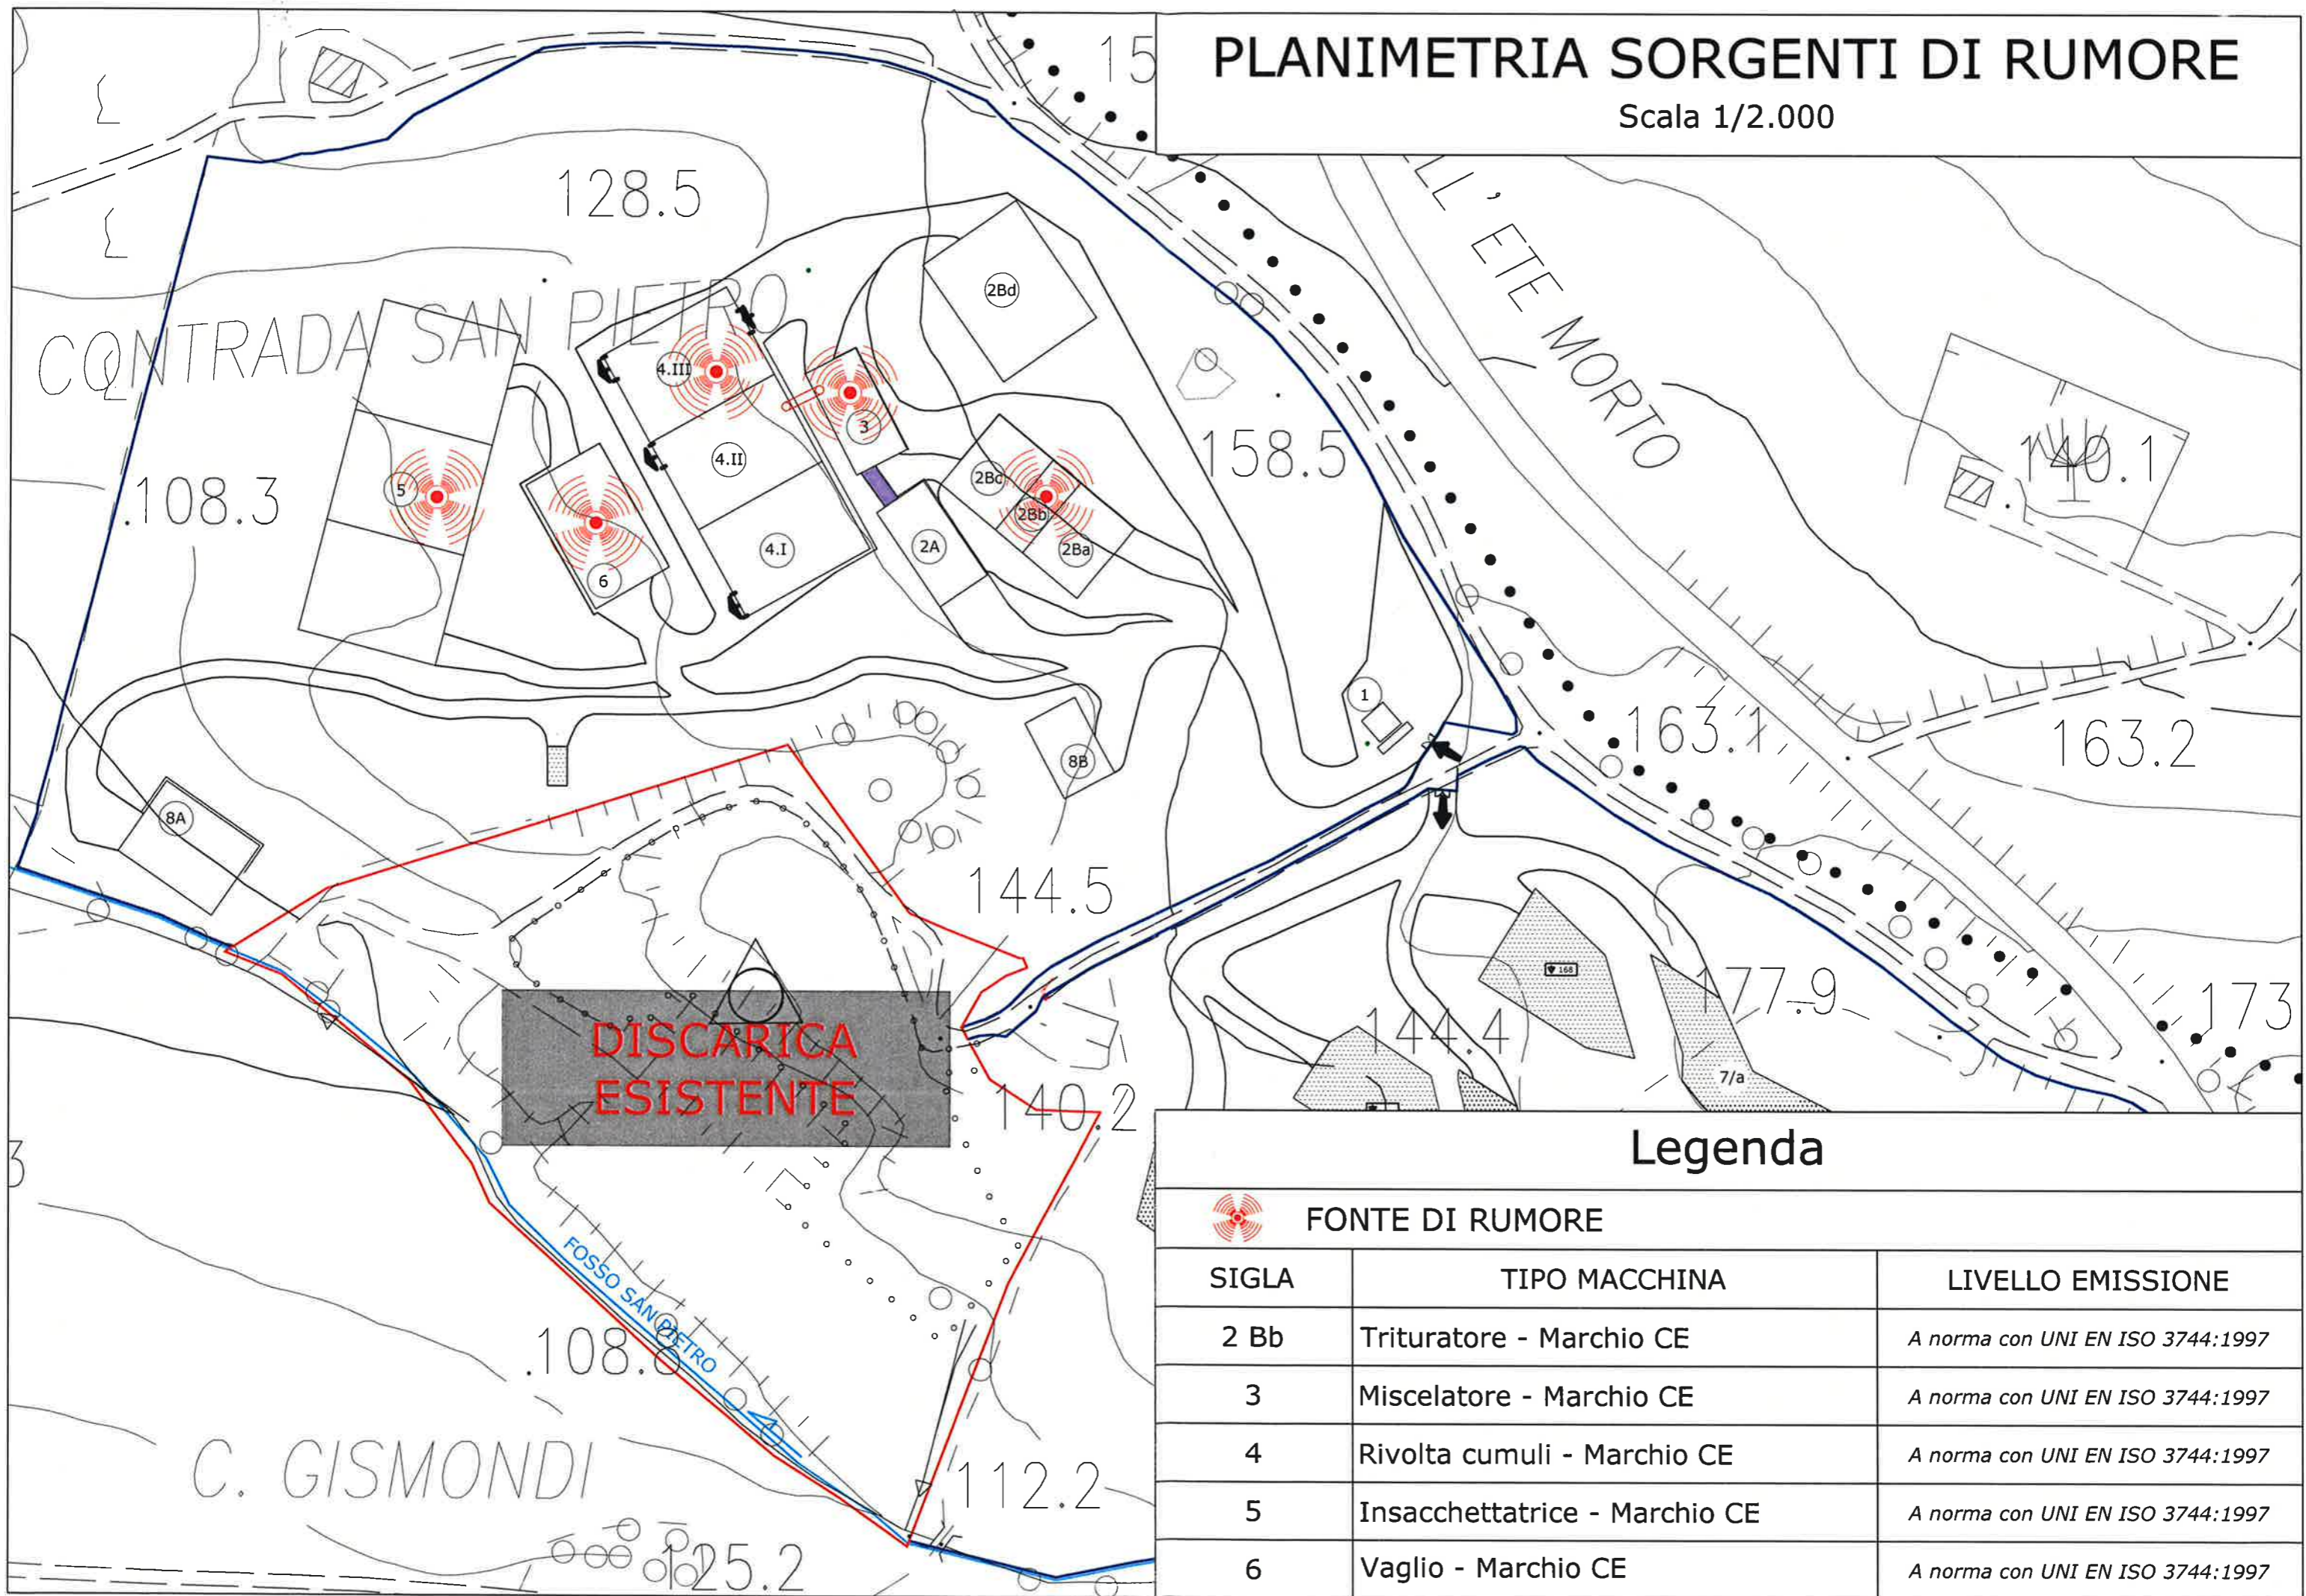 PLANIMETRIA SORGENTI DI RUMORE
Scala 1/2.000
15
128.5
CONTRADA SAN PIETRO
LL' ETE MORTO
2Bd
4.III
3
4.II
158.5
140.1
5
.108.3
2Bc
2Bb
2Ba
4.I
2A
6
1
163.1
163.2
8B
8A
144.5
168
177.9
173
144.4
7/a
DISCARICA
ESISTENTE
140.2
3
FOSSO SAN PIETRO
.108.8
C. GISMONDI
112.2
125.2
Legenda
FONTE DI RUMORE
SIGLA TIPO MACCHINA LIVELLO EMISSIONE
2 Bb Trituratore - Marchio CE A norma con UNI EN ISO 3744:1997
3 Miscelatore - Marchio CE A norma con UNI EN ISO 3744:1997
4 Rivolta cumuli - Marchio CE A norma con UNI EN ISO 3744:1997
5 Insacchettatrice - Marchio CE A norma con UNI EN ISO 3744:1997
6 Vaglio - Marchio CE A norma con UNI EN ISO 3744:1997